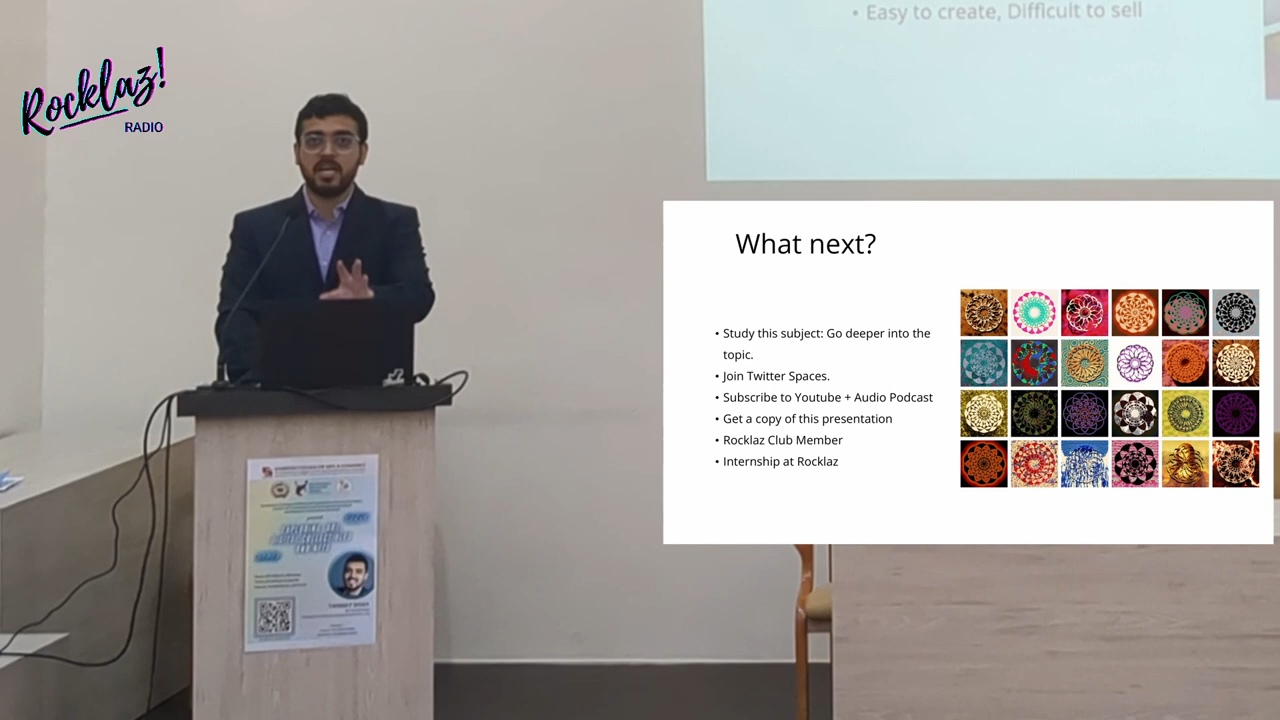 Rocklaz!
RADIO
• Easy to create, Difficult to sell
What next?
• Study this subject: Go deeper into the
topic.
• Join Twitter Spaces.
• Subscribe to Youtube + Audio Podcast
• Get a copy of this presentation
• Rocklaz Club Member
• Internship at Rocklaz